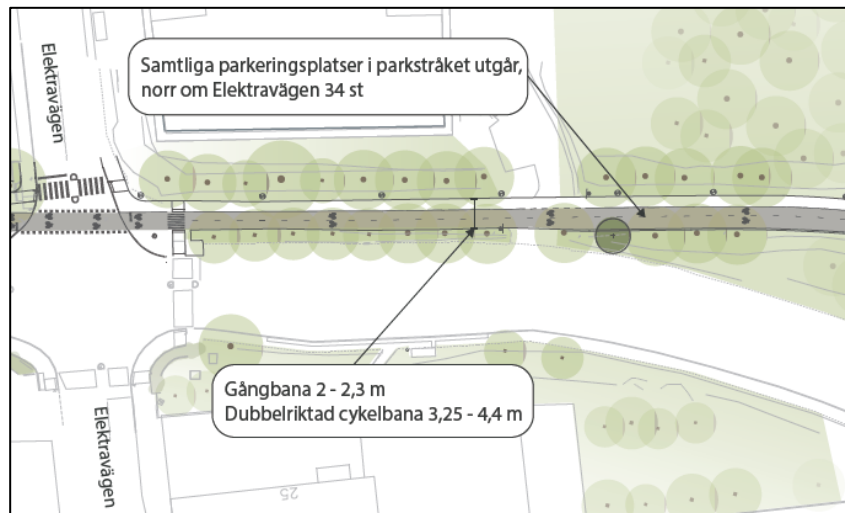 Elektravägen
Samtliga parkeringsplatser i parkstråket utgår,
norr om Elektravägen 34 st
Gångbana 2 - 2,3 m
Dubbelriktad cykelbana 3,25 - 4,4 m
Elektravägen
25